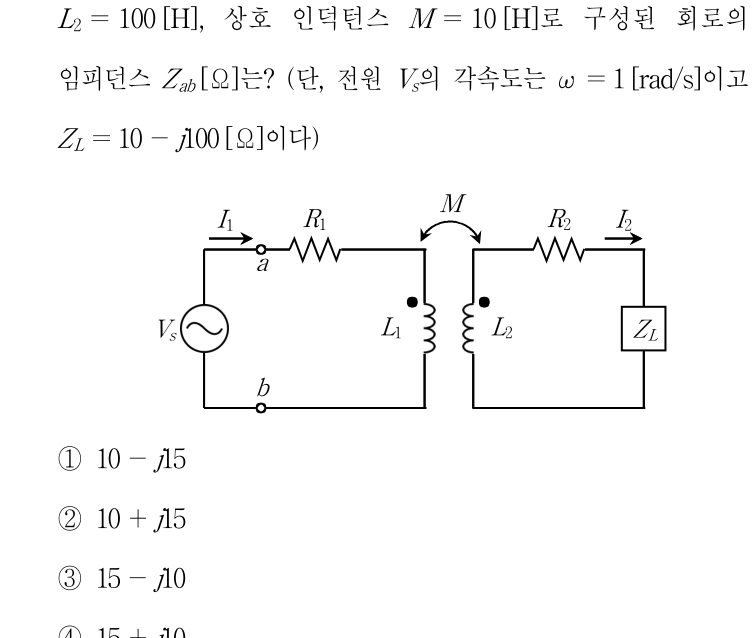 L₂ = 100 [H], 상호 인덕턴스 M = 10 [H]로 구성된 회로의
임피던스 Zab [Ω]는? (단, 전원 Vs의 각속도는 ω = 1 [rad/s]이고
ZL = 10 − j100 [Ω]이다)
M
I₁ R₁ R₂ I₂
a
Vs L₁ L₂ ZL
b
① 10 − j15
② 10 + j15
③ 15 − j10
④ 15 + j10